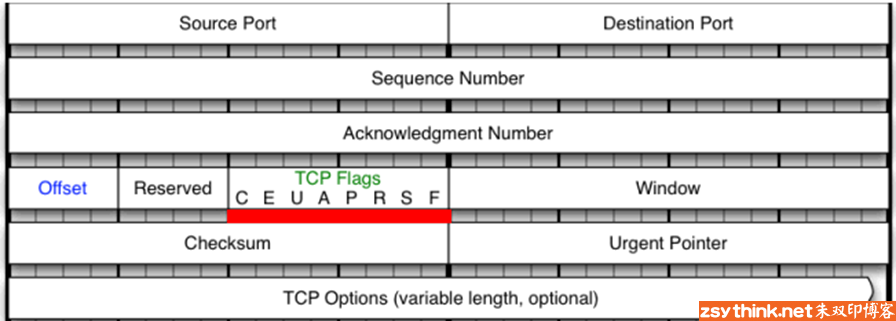 Source Port Destination Port
Sequence Number
Acknowledgment Number
Offset Reserved TCP Flags Window
C E U A P R S F
Checksum Urgent Pointer
TCP Options (variable length, optional)
zsythink.net朱双印博客